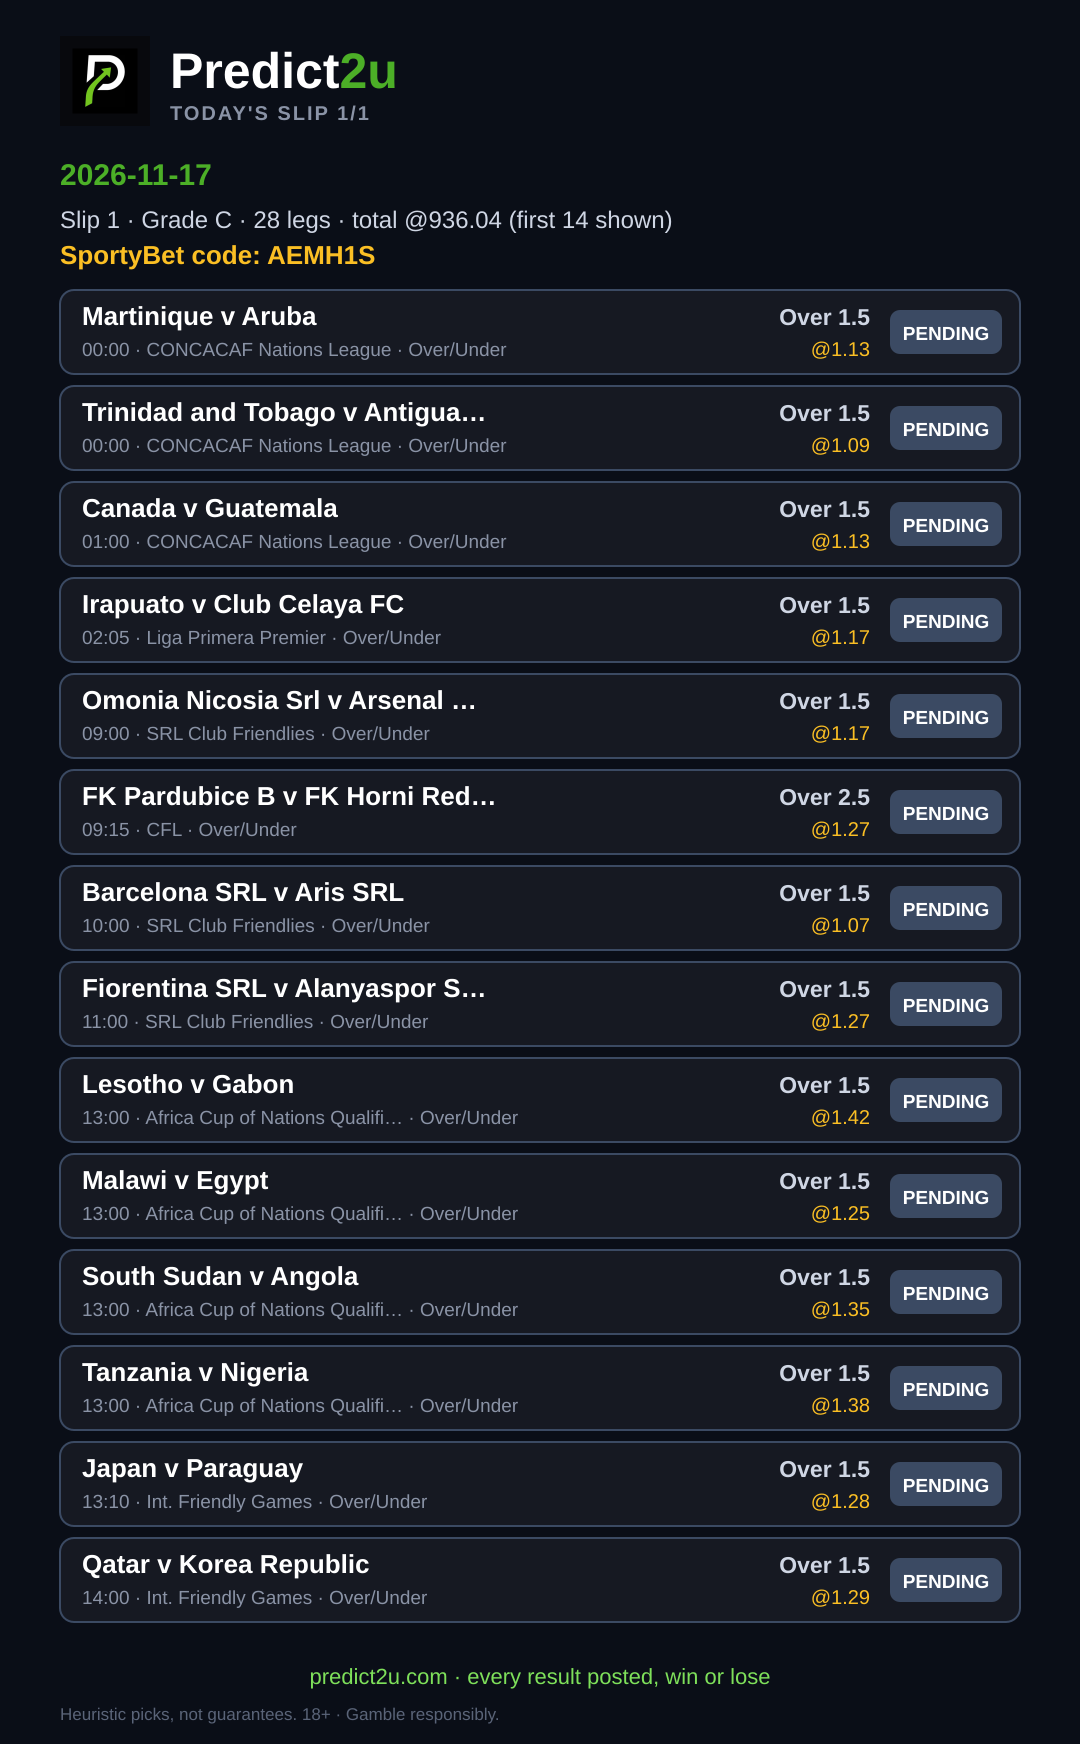 Predict2u
TODAY'S SLIP 1/1
2026-11-17
Slip 1 · Grade C · 28 legs · total @936.04 (first 14 shown)
SportyBet code: AEMH1S
Martinique v Aruba
00:00 · CONCACAF Nations League · Over/Under
Over 1.5
@1.13
PENDING
Trinidad and Tobago v Antigua…
00:00 · CONCACAF Nations League · Over/Under
Over 1.5
@1.09
PENDING
Canada v Guatemala
01:00 · CONCACAF Nations League · Over/Under
Over 1.5
@1.13
PENDING
Irapuato v Club Celaya FC
02:05 · Liga Primera Premier · Over/Under
Over 1.5
@1.17
PENDING
Omonia Nicosia Srl v Arsenal …
09:00 · SRL Club Friendlies · Over/Under
Over 1.5
@1.17
PENDING
FK Pardubice B v FK Horni Red…
09:15 · CFL · Over/Under
Over 2.5
@1.27
PENDING
Barcelona SRL v Aris SRL
10:00 · SRL Club Friendlies · Over/Under
Over 1.5
@1.07
PENDING
Fiorentina SRL v Alanyaspor S…
11:00 · SRL Club Friendlies · Over/Under
Over 1.5
@1.27
PENDING
Lesotho v Gabon
13:00 · Africa Cup of Nations Qualifi… · Over/Under
Over 1.5
@1.42
PENDING
Malawi v Egypt
13:00 · Africa Cup of Nations Qualifi… · Over/Under
Over 1.5
@1.25
PENDING
South Sudan v Angola
13:00 · Africa Cup of Nations Qualifi… · Over/Under
Over 1.5
@1.35
PENDING
Tanzania v Nigeria
13:00 · Africa Cup of Nations Qualifi… · Over/Under
Over 1.5
@1.38
PENDING
Japan v Paraguay
13:10 · Int. Friendly Games · Over/Under
Over 1.5
@1.28
PENDING
Qatar v Korea Republic
14:00 · Int. Friendly Games · Over/Under
Over 1.5
@1.29
PENDING
predict2u.com · every result posted, win or lose
Heuristic picks, not guarantees. 18+ · Gamble responsibly.